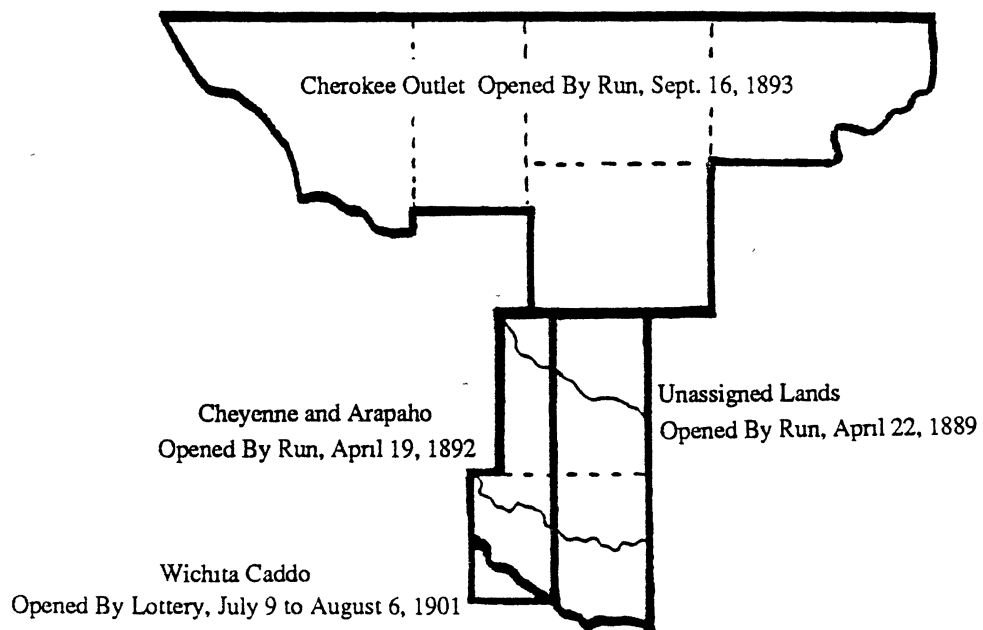 Cherokee Outlet Opened By Run, Sept. 16, 1893
Unassigned Lands
Opened By Run, April 22, 1889
Cheyenne and Arapaho
Opened By Run, April 19, 1892
Wichita Caddo
Opened By Lottery, July 9 to August 6, 1901